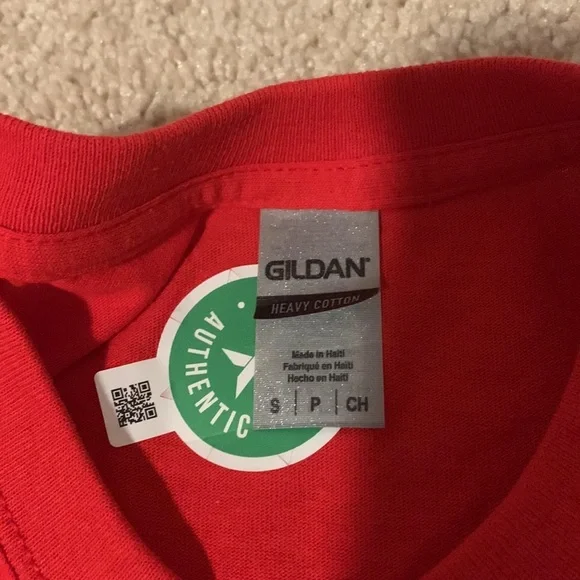 GILDAN
HEAVY COTTON
Made in Haiti
Fabriqué en Haïti
Hecho en Haití
S | P | CH
AUTHENTIC